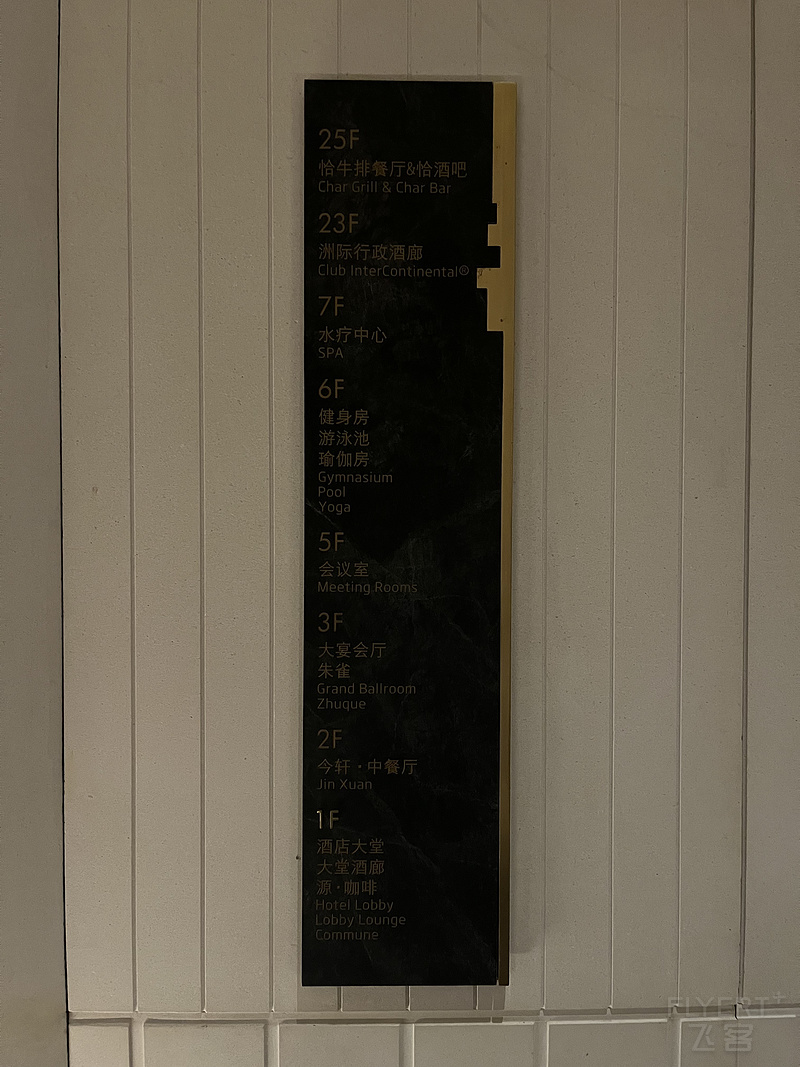 25F
恰牛排餐厅&恰酒吧
Char Grill & Char Bar
23F
洲际行政酒廊
Club InterContinental®
7F
水疗中心
SPA
6F
健身房
游泳池
瑜伽房
Gymnasium
Pool
Yoga
5F
会议室
Meeting Rooms
3F
大宴会厅
朱雀
Grand Ballroom
Zhuque
2F
今轩·中餐厅
Jin Xuan
1F
酒店大堂
大堂酒廊
源·咖啡
Hotel Lobby
Lobby Lounge
Commune
FLYERT+
飞客